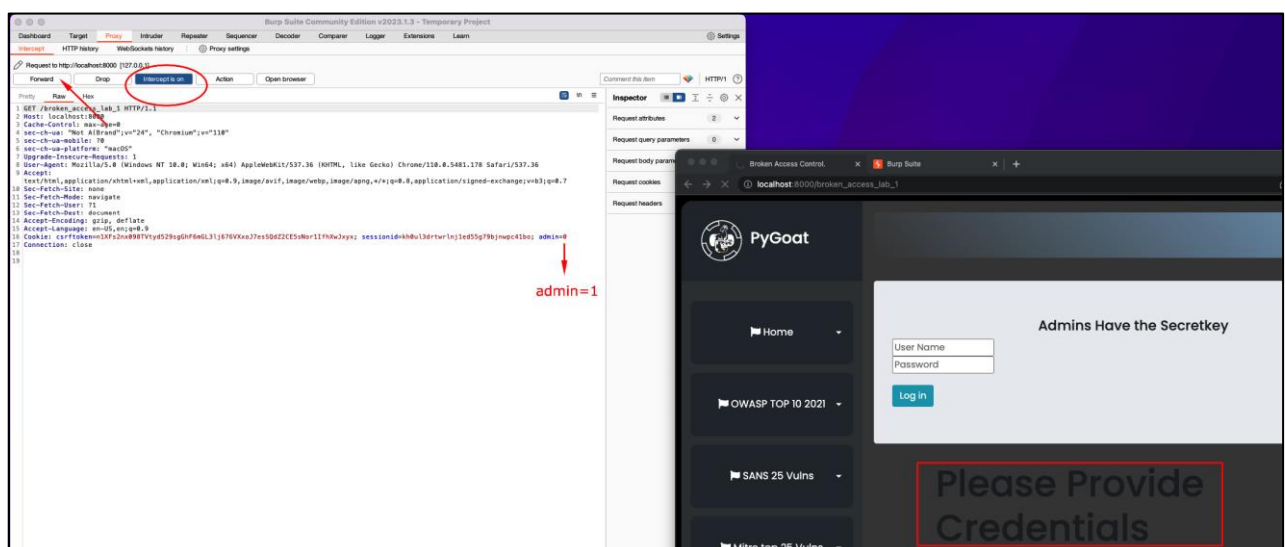 Burp Suite Community Edition v2023.1.3 - Temporary Project
Dashboard Target Proxy Intruder Repeater Sequencer Decoder Comparer Logger Extensions Learn Settings
Intercept HTTP history WebSockets history Proxy settings
Request to http://localhost:8000 [127.0.0.1]
Forward Drop Intercept is on Action Open browser Comment this item HTTP/1
Pretty Raw Hex
1 GET /broken_access_lab_1 HTTP/1.1
2 Host: localhost:8000
3 Cache-Control: max-age=0
4 sec-ch-ua: "Not A(Brand";v="24", "Chromium";v="110"
5 sec-ch-ua-mobile: ?0
6 sec-ch-ua-platform: "macOS"
7 Upgrade-Insecure-Requests: 1
8 User-Agent: Mozilla/5.0 (Windows NT 10.0; Win64; x64) AppleWebKit/537.36 (KHTML, like Gecko) Chrome/110.0.5481.178 Safari/537.36
9 Accept:
text/html,application/xhtml+xml,application/xml;q=0.9,image/avif,image/webp,image/apng,*/*;q=0.8,application/signed-exchange;v=b3;q=0.7
10 Sec-Fetch-Site: none
11 Sec-Fetch-Mode: navigate
12 Sec-Fetch-User: ?1
13 Sec-Fetch-Dest: document
14 Accept-Encoding: gzip, deflate
15 Accept-Language: en-US,en;q=0.9
16 Cookie: csrftoken= sessionid= admin=0
17 Connection: close
18
19
admin=1
Inspector
Request attributes 2
Request query parameters 0
Request body param
Request cookies
Request headers
Broken Access Control. Burp Suite
localhost:8000/broken_access_lab_1
PyGoat
Home
OWASP TOP 10 2021
SANS 25 Vulns
Mitre top 25 Vulns
Admins Have the Secretkey
User Name
Password
Log in
Please Provide
Credentials